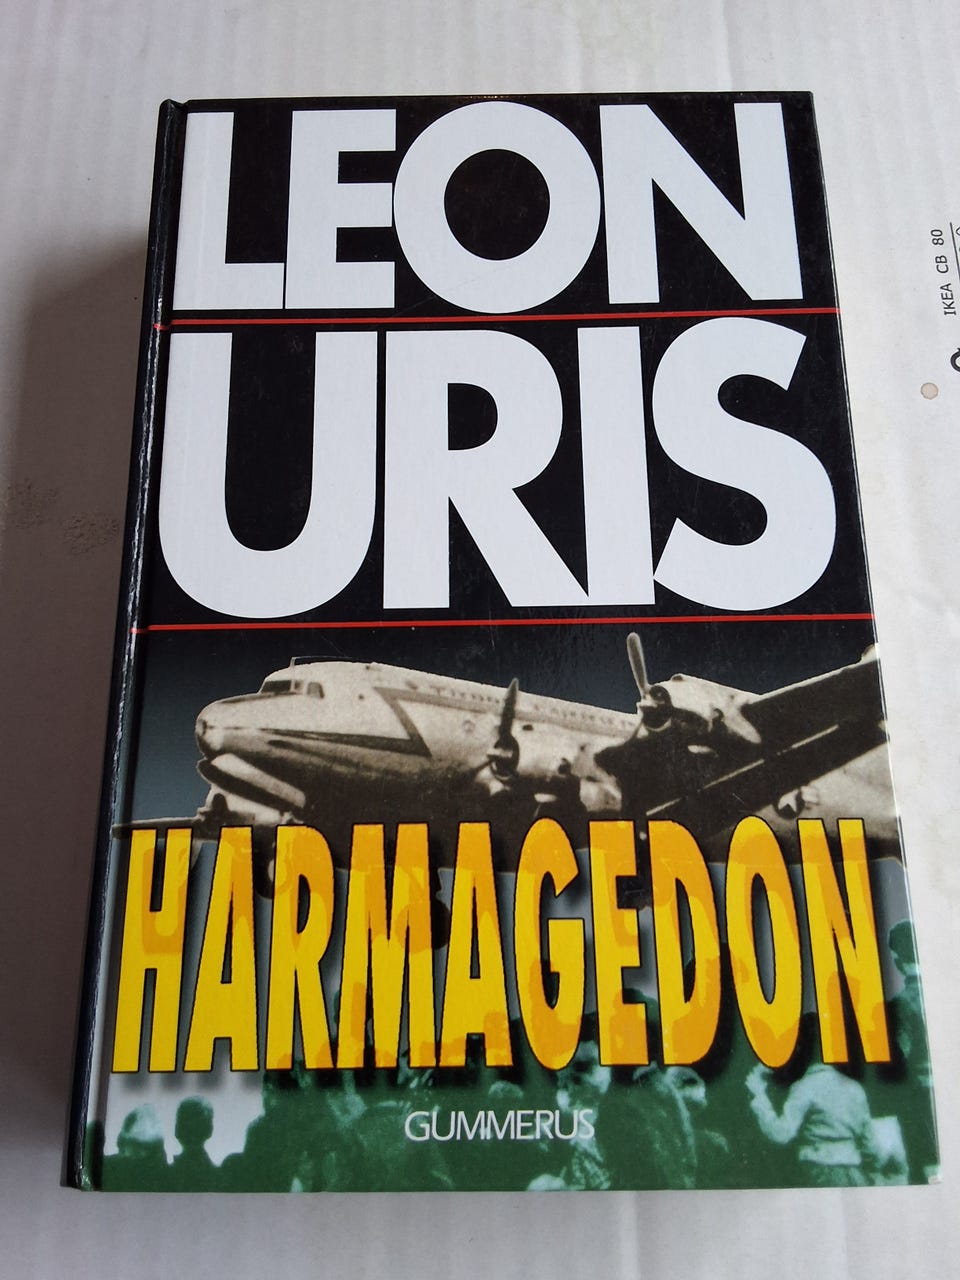 LEON
URIS
HARMAGEDON
GUMMERUS
IKEA CB 80